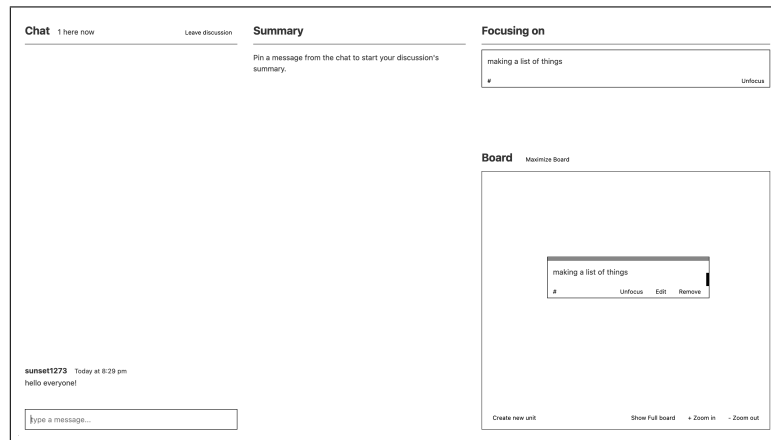 Chat 1 here now Leave discussion
sunset1273 Today at 8:29 pm
hello everyone!
type a message...
Summary
Pin a message from the chat to start your discussion's
summary.
Focusing on
making a list of things
# Unfocus
Board Maximize Board
making a list of things
# Unfocus Edit Remove
Create new unit Show Full board + Zoom in - Zoom out